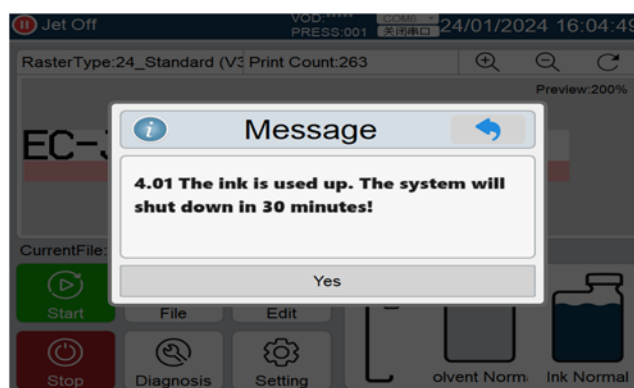 Jet Off
VOD:*****
COM6
PRESS:001
关闭串口
24/01/2024 16:04:49
RasterType:24_Standard (V3
Print Count:263
Preview:200%
EC-J
Message
4.01 The ink is used up. The system will
shut down in 30 minutes!
CurrentFile:
Yes
Start
File
Edit
Stop
Diagnosis
Setting
olvent Norm
Ink Normal